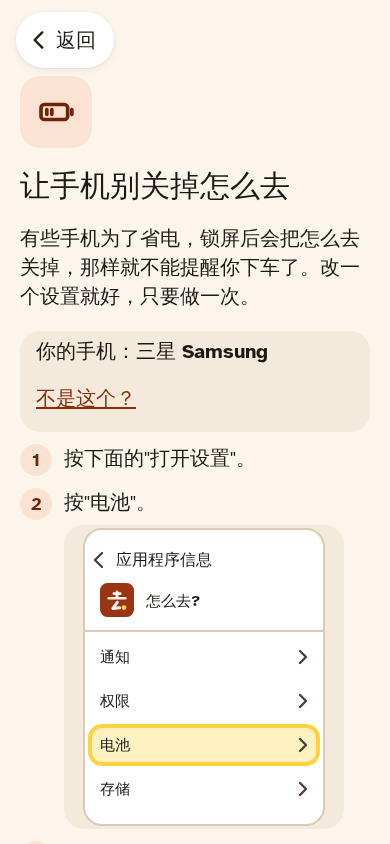 返回
让手机别关掉怎么去
有些手机为了省电，锁屏后会把怎么去
关掉，那样就不能提醒你下车了。改一
个设置就好，只要做一次。
你的手机：三星 Samsung
不是这个？
1 按下面的"打开设置"。
2 按"电池"。
应用程序信息
去 怎么去?
通知
权限
电池
存储